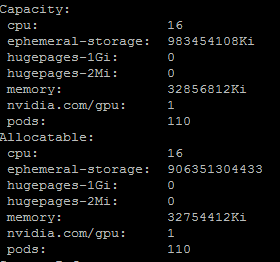 Capacity:
cpu: 16
ephemeral-storage: 983454108Ki
hugepages-1Gi: 0
hugepages-2Mi: 0
memory: 32856812Ki
nvidia.com/gpu: 1
pods: 110
Allocatable:
cpu: 16
ephemeral-storage: 906351304433
hugepages-1Gi: 0
hugepages-2Mi: 0
memory: 32754412Ki
nvidia.com/gpu: 1
pods: 110